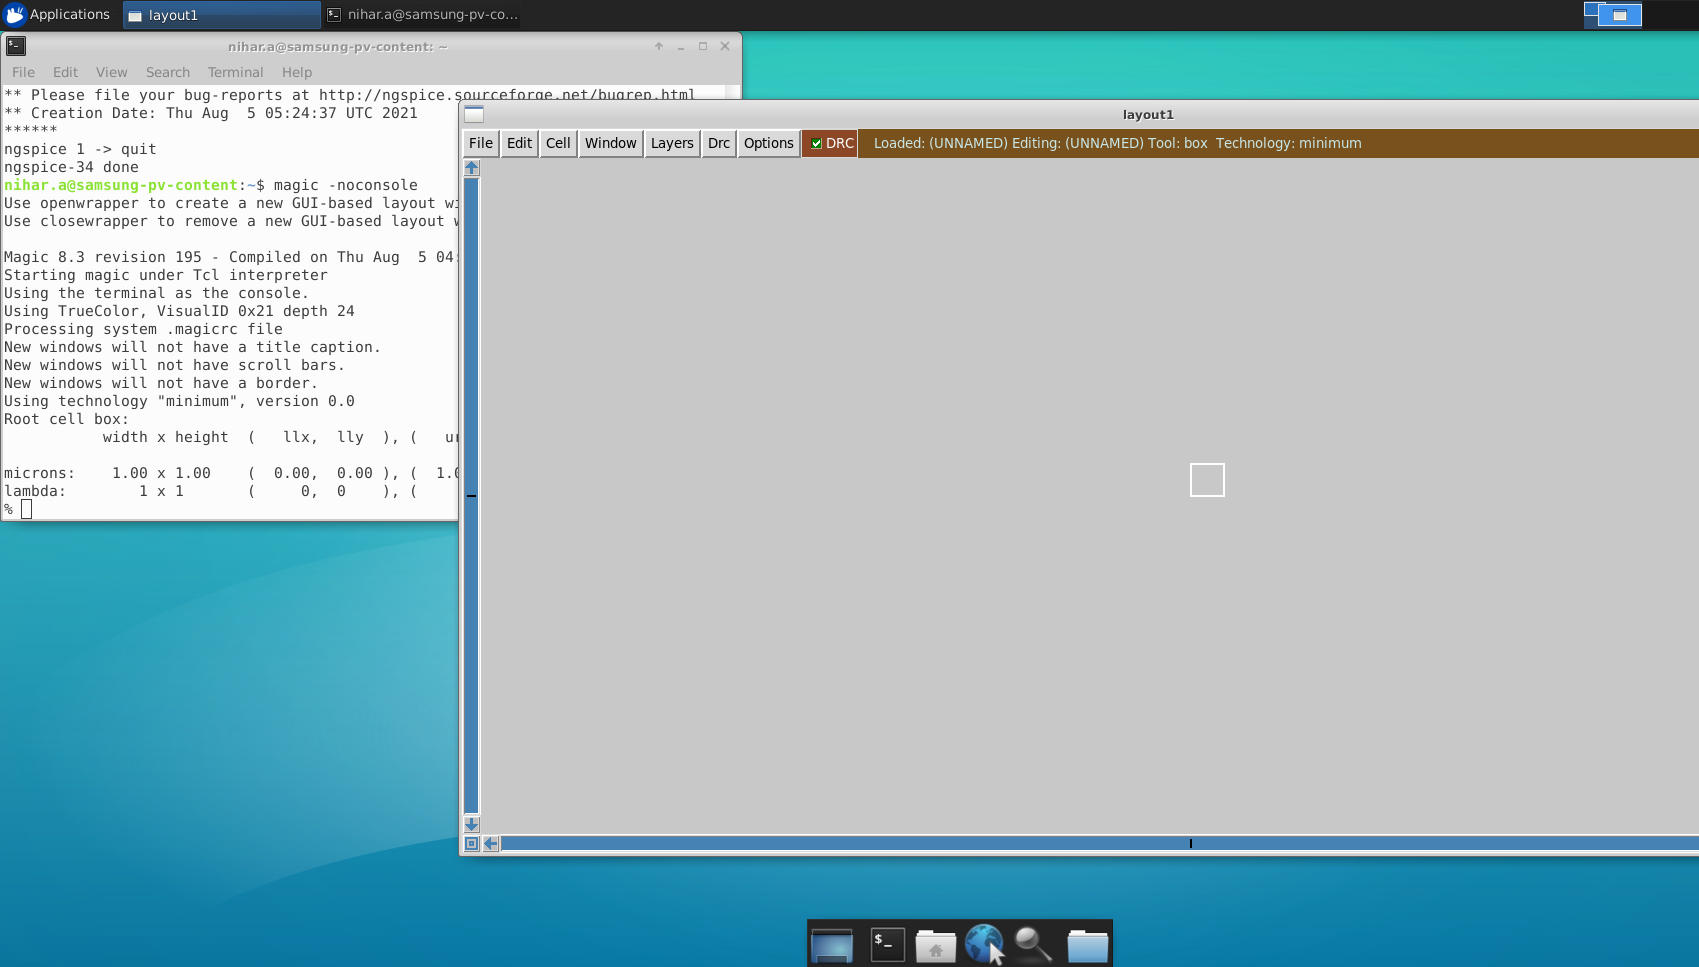 Applications
layout1
nihar.a@samsung-pv-co...
nihar.a@samsung-pv-content: ~
File Edit View Search Terminal Help
** Please file your bug-reports at http://ngspice.sourceforge.net/bugrep.html
** Creation Date: Thu Aug  5 05:24:37 UTC 2021
******
ngspice 1 -> quit
ngspice-34 done
nihar.a@samsung-pv-content:~$ magic -noconsole
Use openwrapper to create a new GUI-based layout
Use closewrapper to remove a new GUI-based layout
Magic 8.3 revision 195 - Compiled on Thu Aug  5 04:
Starting magic under Tcl interpreter
Using the terminal as the console.
Using TrueColor, VisualID 0x21 depth 24
Processing system .magicrc file
New windows will not have a title caption.
New windows will not have scroll bars.
New windows will not have a border.
Using technology "minimum", version 0.0
Root cell box:
width x height  (   llx,  lly  ), (
microns:    1.00 x 1.00    (  0.00,  0.00 ), (  1.0
lambda:        1 x 1       (     0,  0    ), (
%
layout1
File Edit Cell Window Layers Drc Options DRC Loaded: (UNNAMED) Editing: (UNNAMED) Tool: box  Technology: minimum
$_